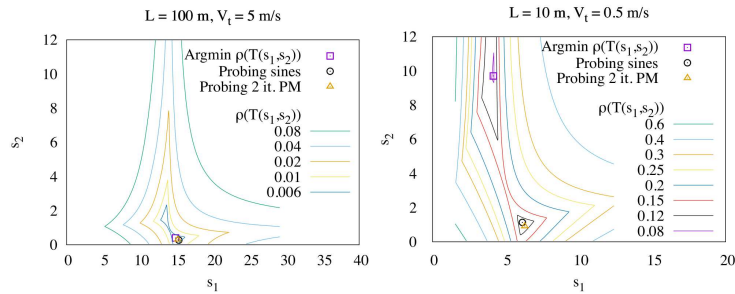 L = 100 m, V_t = 5 m/s
12
10
8
6
4
2
0
s_2
0
5
10
15
20
25
30
35
40
s_1
Argmin ρ(T(s_1,s_2))
Probing sines
Probing 2 it. PM
ρ(T(s_1,s_2))
0.08
0.04
0.02
0.01
0.006
L = 10 m, V_t = 0.5 m/s
12
10
8
6
4
2
0
s_2
0
5
10
15
20
s_1
Argmin ρ(T(s_1,s_2))
Probing sines
Probing 2 it. PM
ρ(T(s_1,s_2))
0.6
0.4
0.3
0.25
0.2
0.15
0.12
0.08